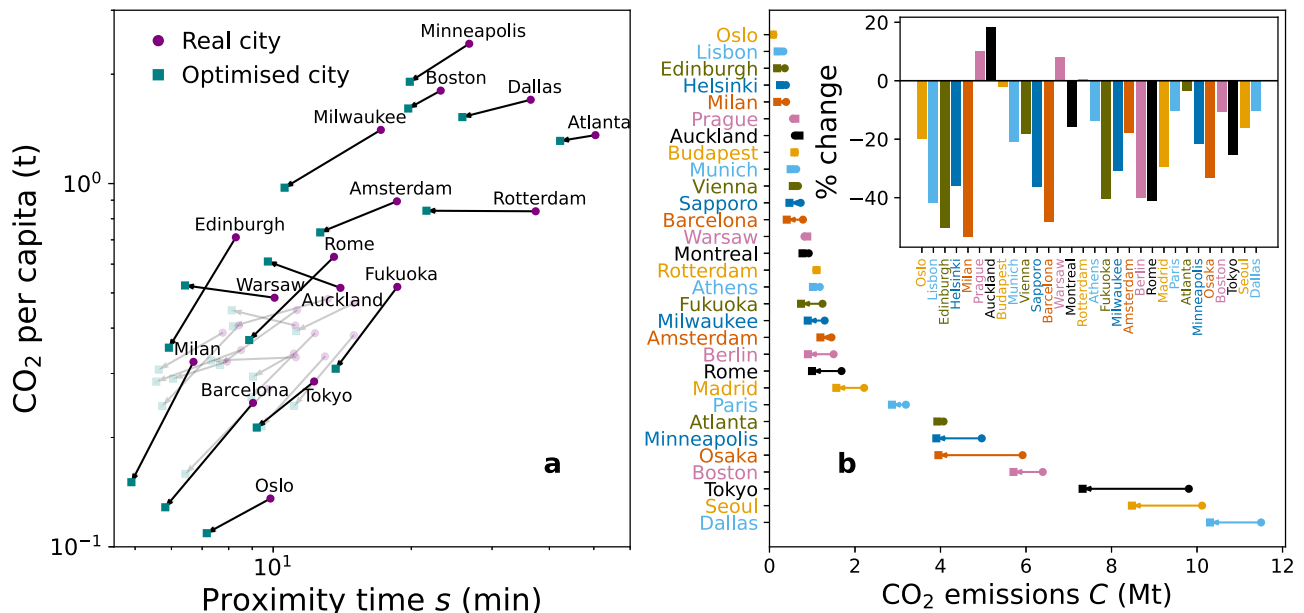 Real city
Optimised city
Minneapolis
Boston
Dallas
Milwaukee
Atlanta
Amsterdam
Rotterdam
Edinburgh
Rome
Fukuoka
Warsaw
Auckland
Milan
Barcelona
Tokyo
Oslo
a
10⁰
10⁻¹
10¹
CO₂ per capita (t)
Proximity time s (min)
Oslo
Lisbon
Edinburgh
Helsinki
Milan
Prague
Auckland
Budapest
Munich
Vienna
Sapporo
Barcelona
Warsaw
Montreal
Rotterdam
Athens
Fukuoka
Milwaukee
Amsterdam
Berlin
Rome
Madrid
Paris
Atlanta
Minneapolis
Osaka
Boston
Tokyo
Seoul
Dallas
b
0 2 4 6 8 10 12
CO₂ emissions C (Mt)
% change
20
0
−20
−40
Oslo
Lisbon
Edinburgh
Helsinki
Milan
Prague
Auckland
Budapest
Munich
Vienna
Sapporo
Barcelona
Warsaw
Montreal
Rotterdam
Athens
Fukuoka
Milwaukee
Amsterdam
Berlin
Rome
Madrid
Paris
Atlanta
Minneapolis
Osaka
Boston
Tokyo
Seoul
Dallas